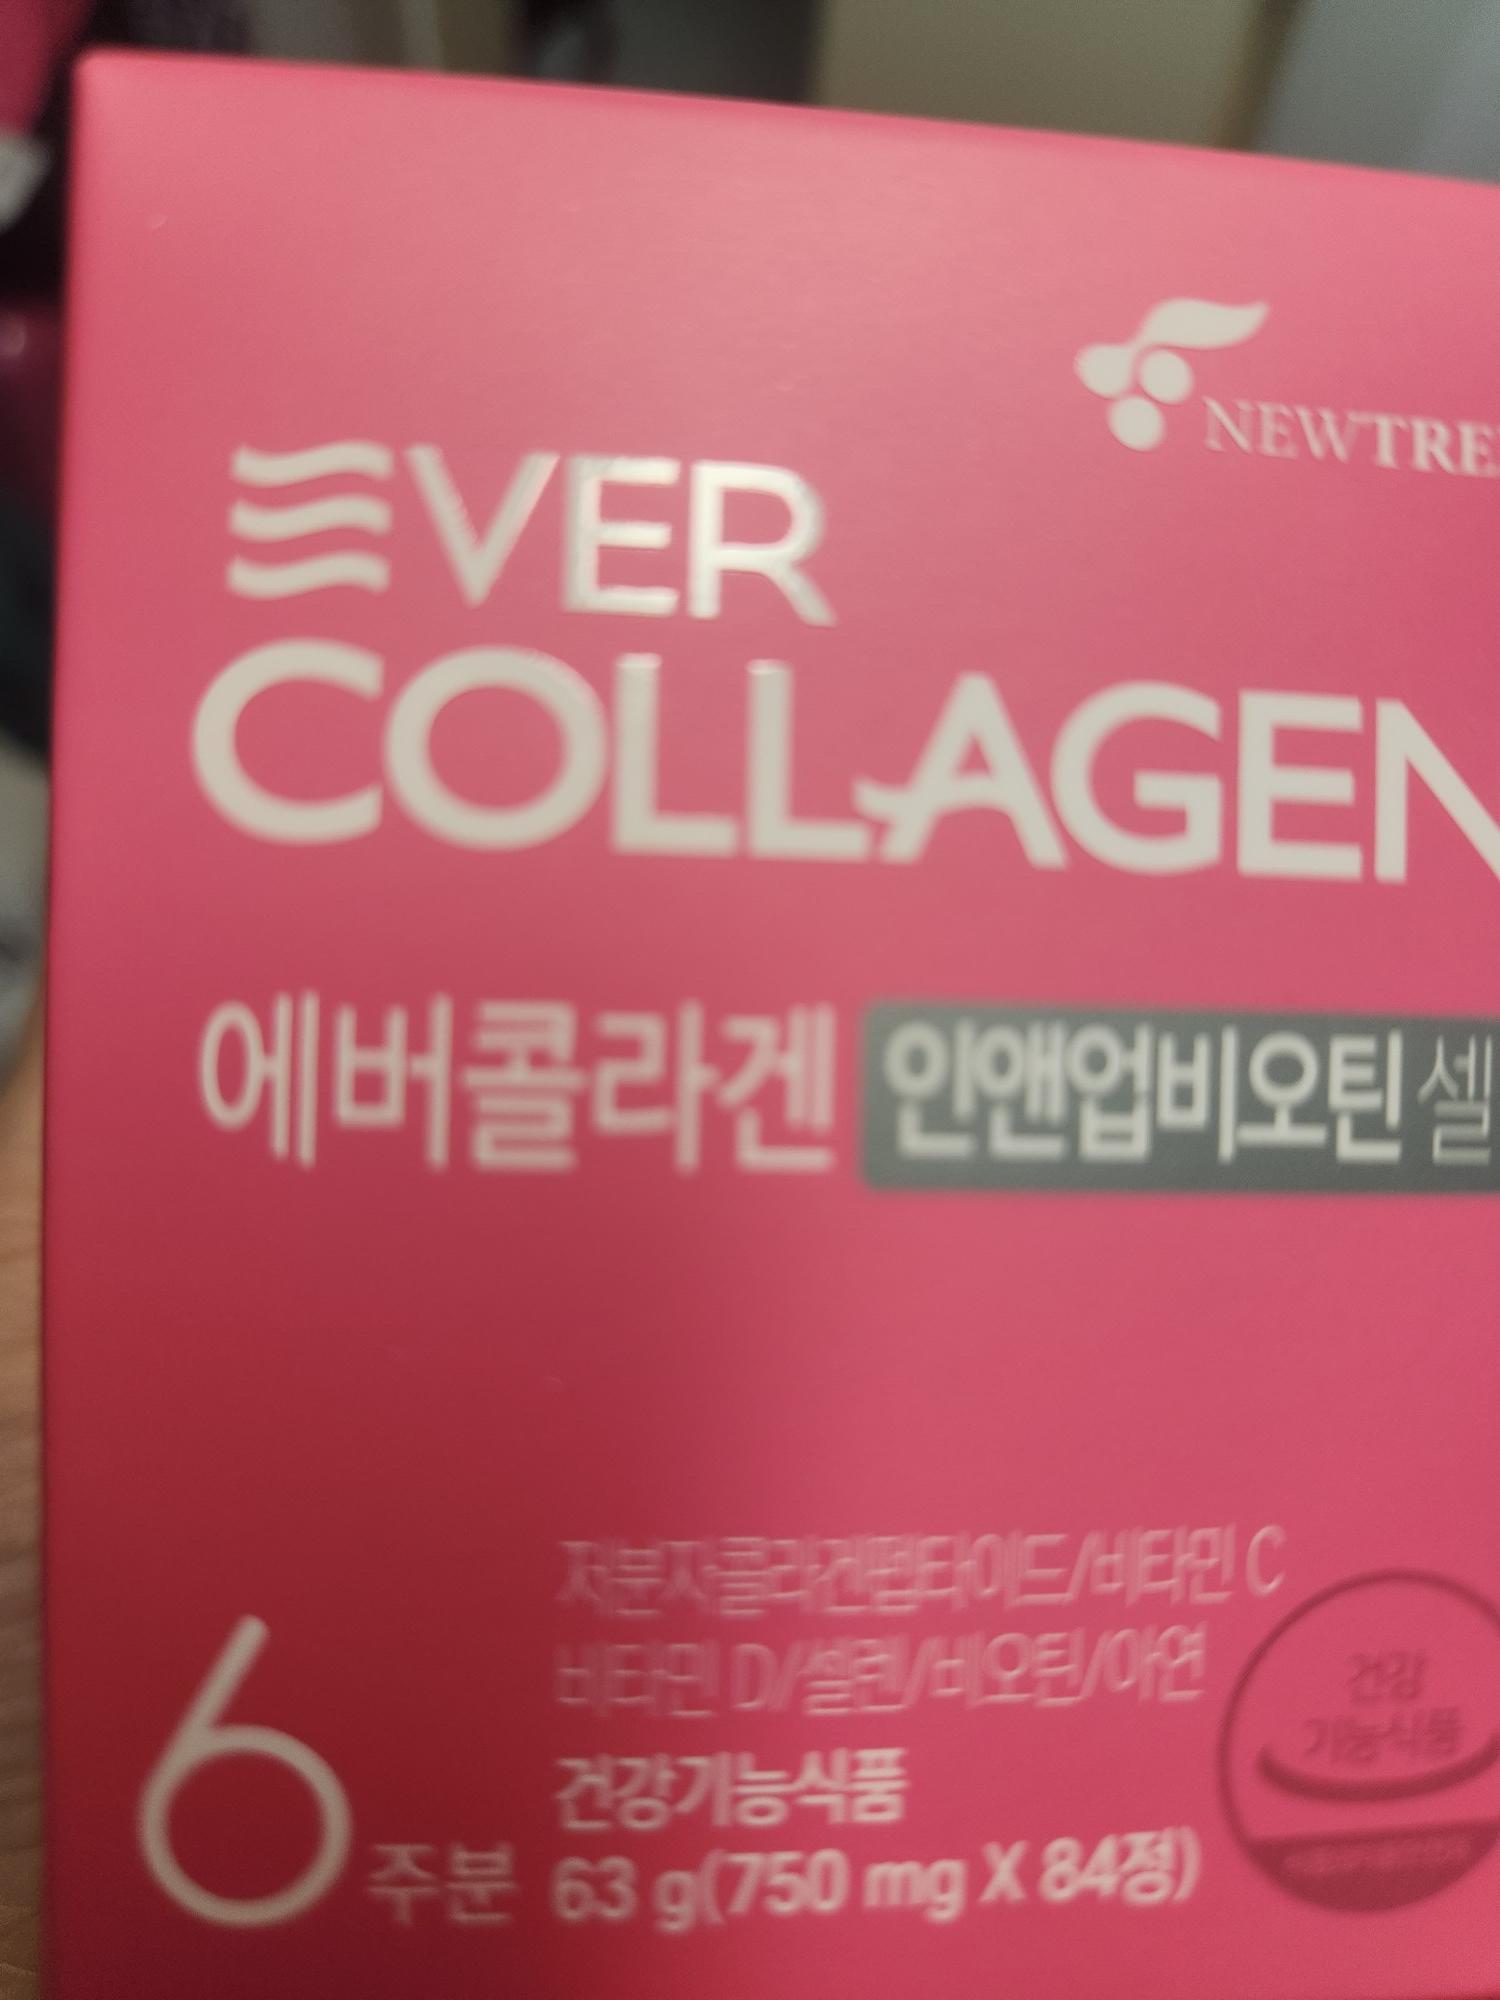 NEWTREE
EVER
COLLAGEN
에버콜라겐 인앤업비오틴 셀
저분자콜라겐펩타이드/비타민 C
비타민 D/셀렌/비오틴/아연
건강기능식품
6주분 63 g(750 mg X 84정)
건강
기능식품